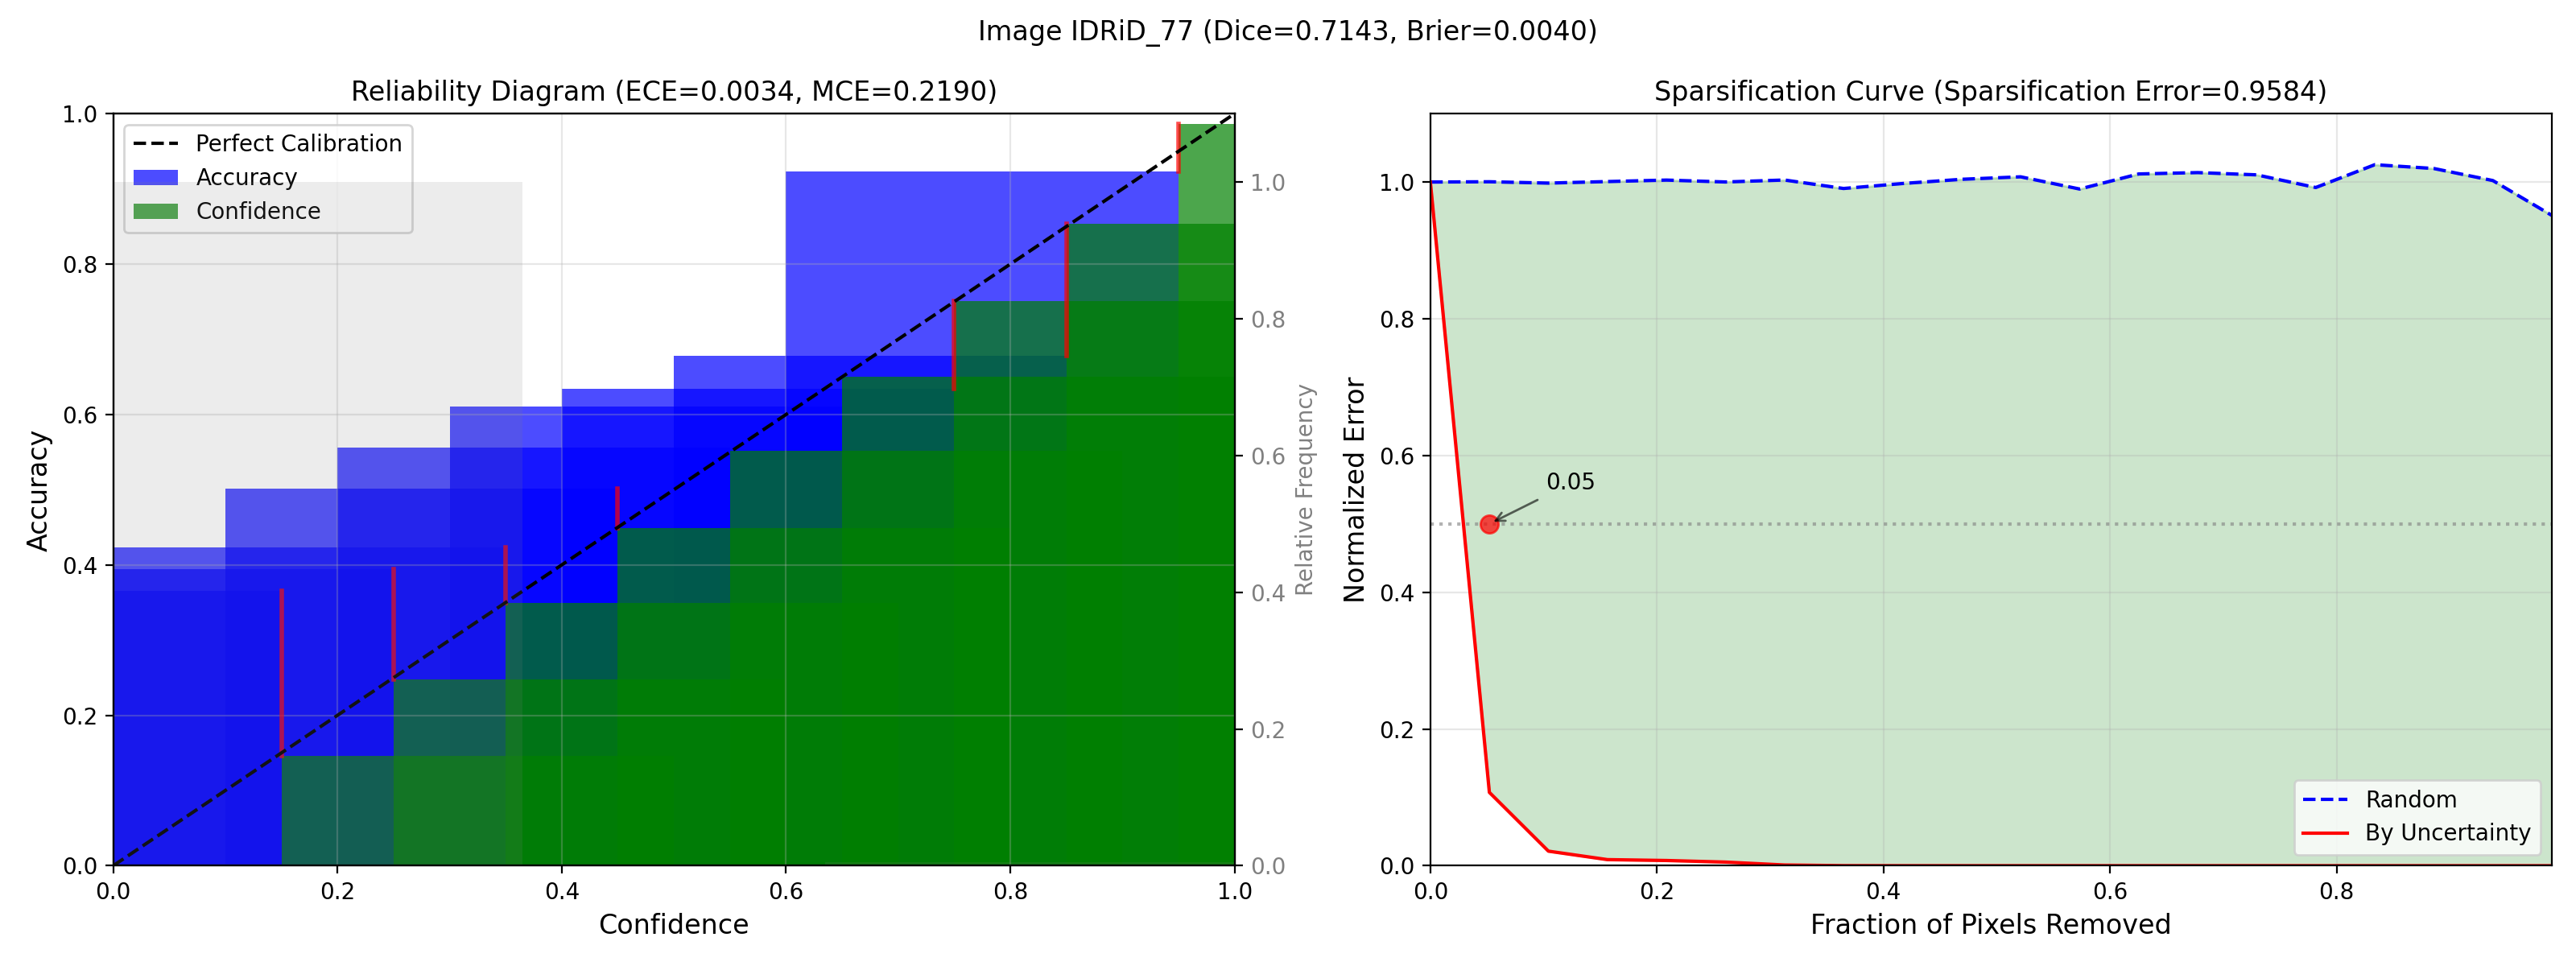 Image IDRiD_77 (Dice=0.7143, Brier=0.0040)
Reliability Diagram (ECE=0.0034, MCE=0.2190)
Perfect Calibration
Accuracy
Confidence
1.0
0.8
0.6
0.4
0.2
0.0
Accuracy
0.0
0.2
0.4
0.6
0.8
1.0
Confidence
1.0
0.8
0.6
0.4
0.2
0.0
Relative Frequency
Sparsification Curve (Sparsification Error=0.9584)
1.0
0.8
0.6
0.4
0.2
0.0
Normalized Error
0.05
Random
By Uncertainty
0.0
0.2
0.4
0.6
0.8
Fraction of Pixels Removed